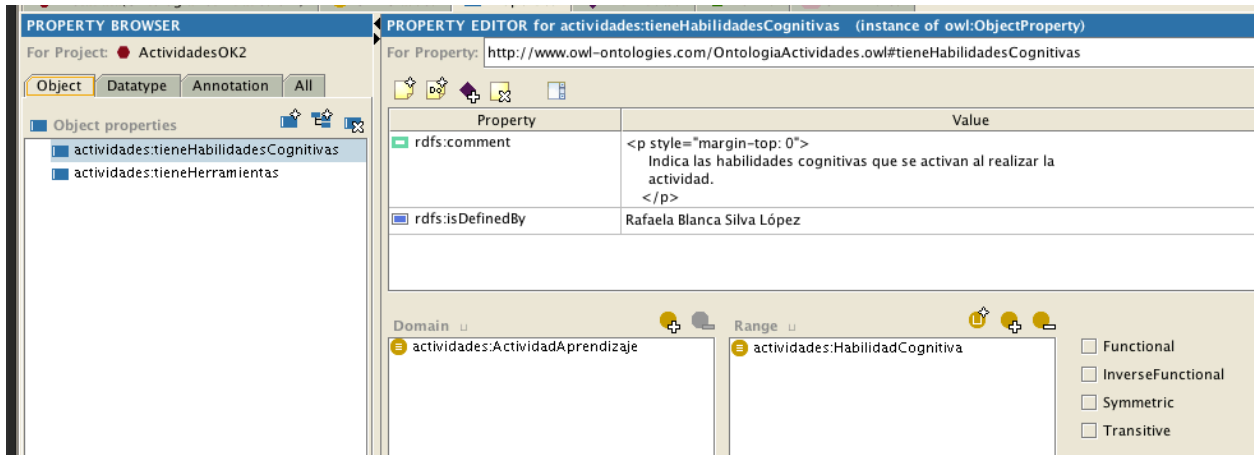 PROPERTY BROWSER
For Project: ActividadesOK2
Object Datatype Annotation All
Object properties
actividades:tieneHabilidadesCognitivas
actividades:tieneHerramientas
PROPERTY EDITOR for actividades:tieneHabilidadesCognitivas (instance of owl:ObjectProperty)
For Property: http://www.owl-ontologies.com/OntologiaActividades.owl#tieneHabilidadesCognitivas
Property Value
rdfs:comment <p style="margin-top: 0">
Indica las habilidades cognitivas que se activan al realizar la
actividad.
</p>
rdfs:isDefinedBy Rafaela Blanca Silva López
Domain
actividades:ActividadAprendizaje
Range
actividades:HabilidadCognitiva
Functional
InverseFunctional
Symmetric
Transitive